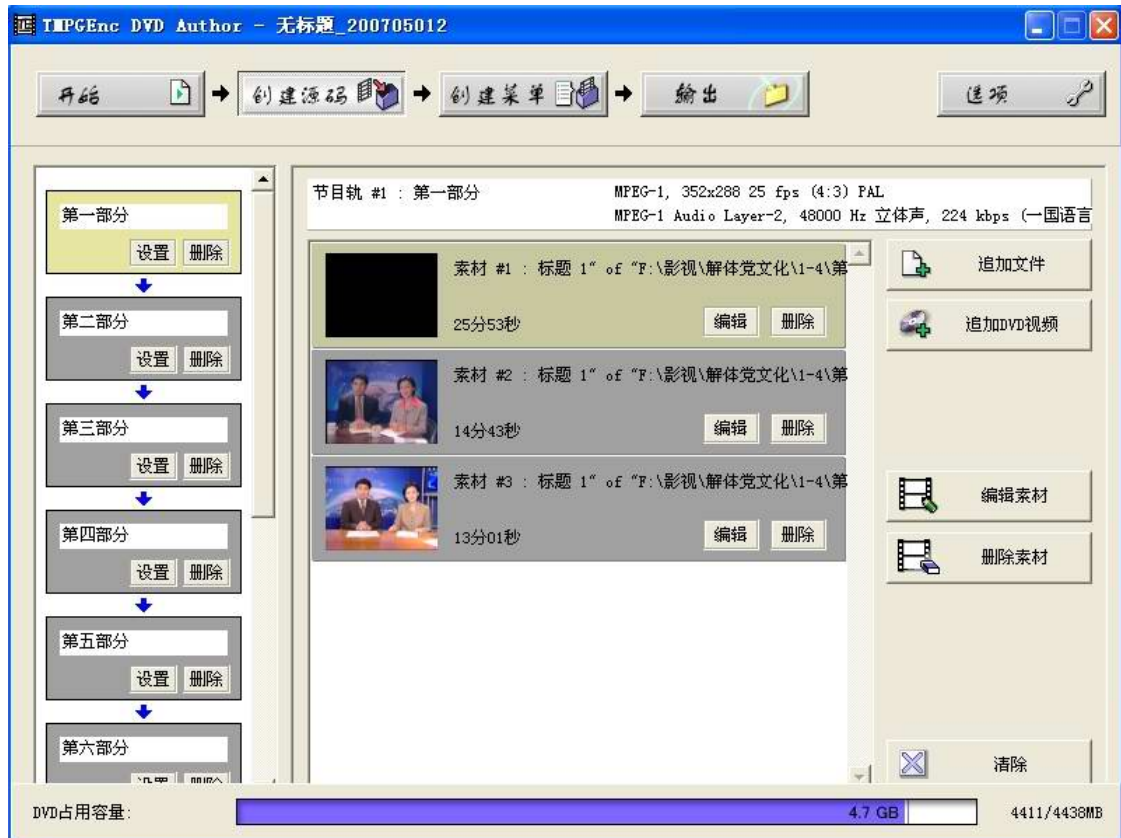 TMPGEnc DVD Author - 无标题_200705012
开始
创建源码
创建菜单
输出
选项
第一部分
设置 删除
第二部分
设置 删除
第三部分
设置 删除
第四部分
设置 删除
第五部分
设置 删除
第六部分
设置 删除
节目轨 #1 : 第一部分
MPEG-1, 352x288 25 fps (4:3) PAL
MPEG-1 Audio Layer-2, 48000 Hz 立体声, 224 kbps (一国语言
素材 #1 : 标题 1" of "F:\影视\解体党文化\1-4\第
25分53秒
编辑 删除
素材 #2 : 标题 1" of "F:\影视\解体党文化\1-4\第
14分43秒
编辑 删除
素材 #3 : 标题 1" of "F:\影视\解体党文化\1-4\第
13分01秒
编辑 删除
追加文件
追加DVD视频
编辑素材
删除素材
清除
DVD占用容量:
4.7 GB
4411/4438MB